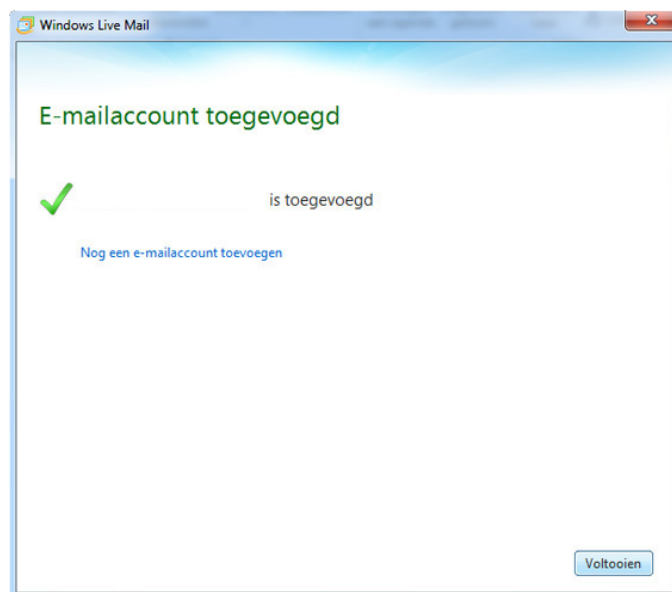 Windows Live Mail
E-mailaccount toegevoegd
is toegevoegd
Nog een e-mailaccount toevoegen
Voltooien